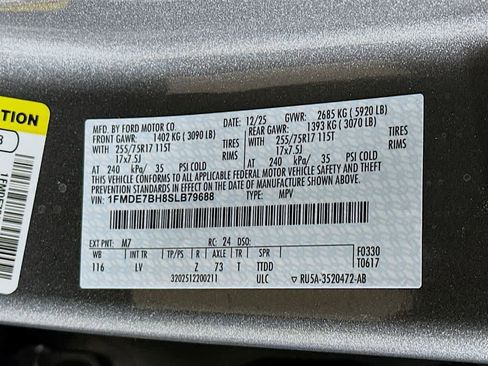 MFD. BY FORD MOTOR CO.
12/25 GVWR: 2685 KG ( 5920 LB)
FRONT GAWR: 1402 KG ( 3090 LB)
REAR GAWR: 1393 KG ( 3070 LB)
WITH 255/75R17 115T TIRES
WITH 255/75R17 115T TIRES
17x7.5J RIMS
17x7.5J RIMS
AT 240 kPa/ 35 PSI COLD
AT 240 kPa/ 35 PSI COLD
THIS VEHICLE CONFORMS TO ALL APPLICABLE FEDERAL MOTOR VEHICLE
SAFETY STANDARDS IN EFFECT ON THE DATE OF MANUFACTURE SHOWN ABOVE.
VIN: 1FMDE7BH8SLB79688 TYPE: MPV
EXT PNT: M7 RC: 24 DSO:
WB INT TR TP/PS R AXLE TR SPR F0330
116 LV Z 73 T TTDD T0617
3202512200211 ULC RU5A-3520472-AB